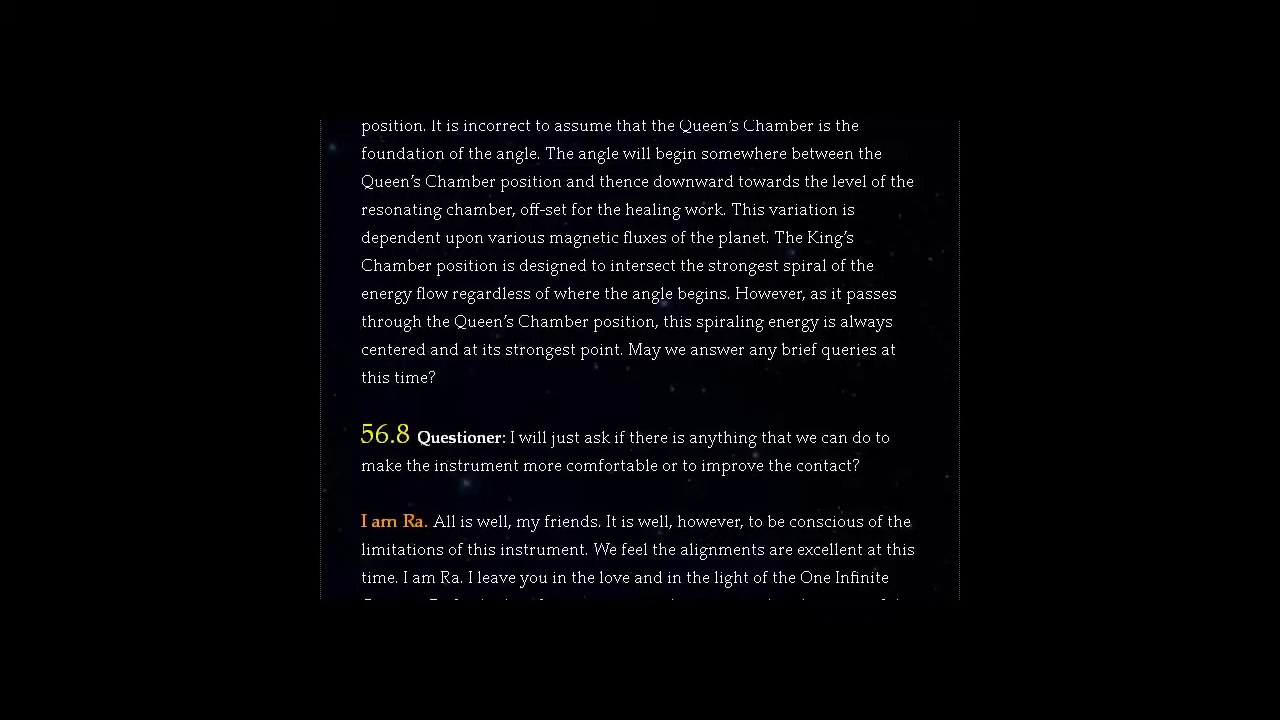 position. It is incorrect to assume that the Queen's Chamber is the
foundation of the angle. The angle will begin somewhere between the
Queen's Chamber position and thence downward towards the level of the
resonating chamber, off-set for the healing work. This variation is
dependent upon various magnetic fluxes of the planet. The King's
Chamber position is designed to intersect the strongest spiral of the
energy flow regardless of where the angle begins. However, as it passes
through the Queen's Chamber position, this spiraling energy is always
centered and at its strongest point. May we answer any brief queries at
this time?
56.8 Questioner: I will just ask if there is anything that we can do to
make the instrument more comfortable or to improve the contact?
I am Ra. All is well, my friends. It is well, however, to be conscious of the
limitations of this instrument. We feel the alignments are excellent at this
time. I am Ra. I leave you in the love and in the light of the One Infinite